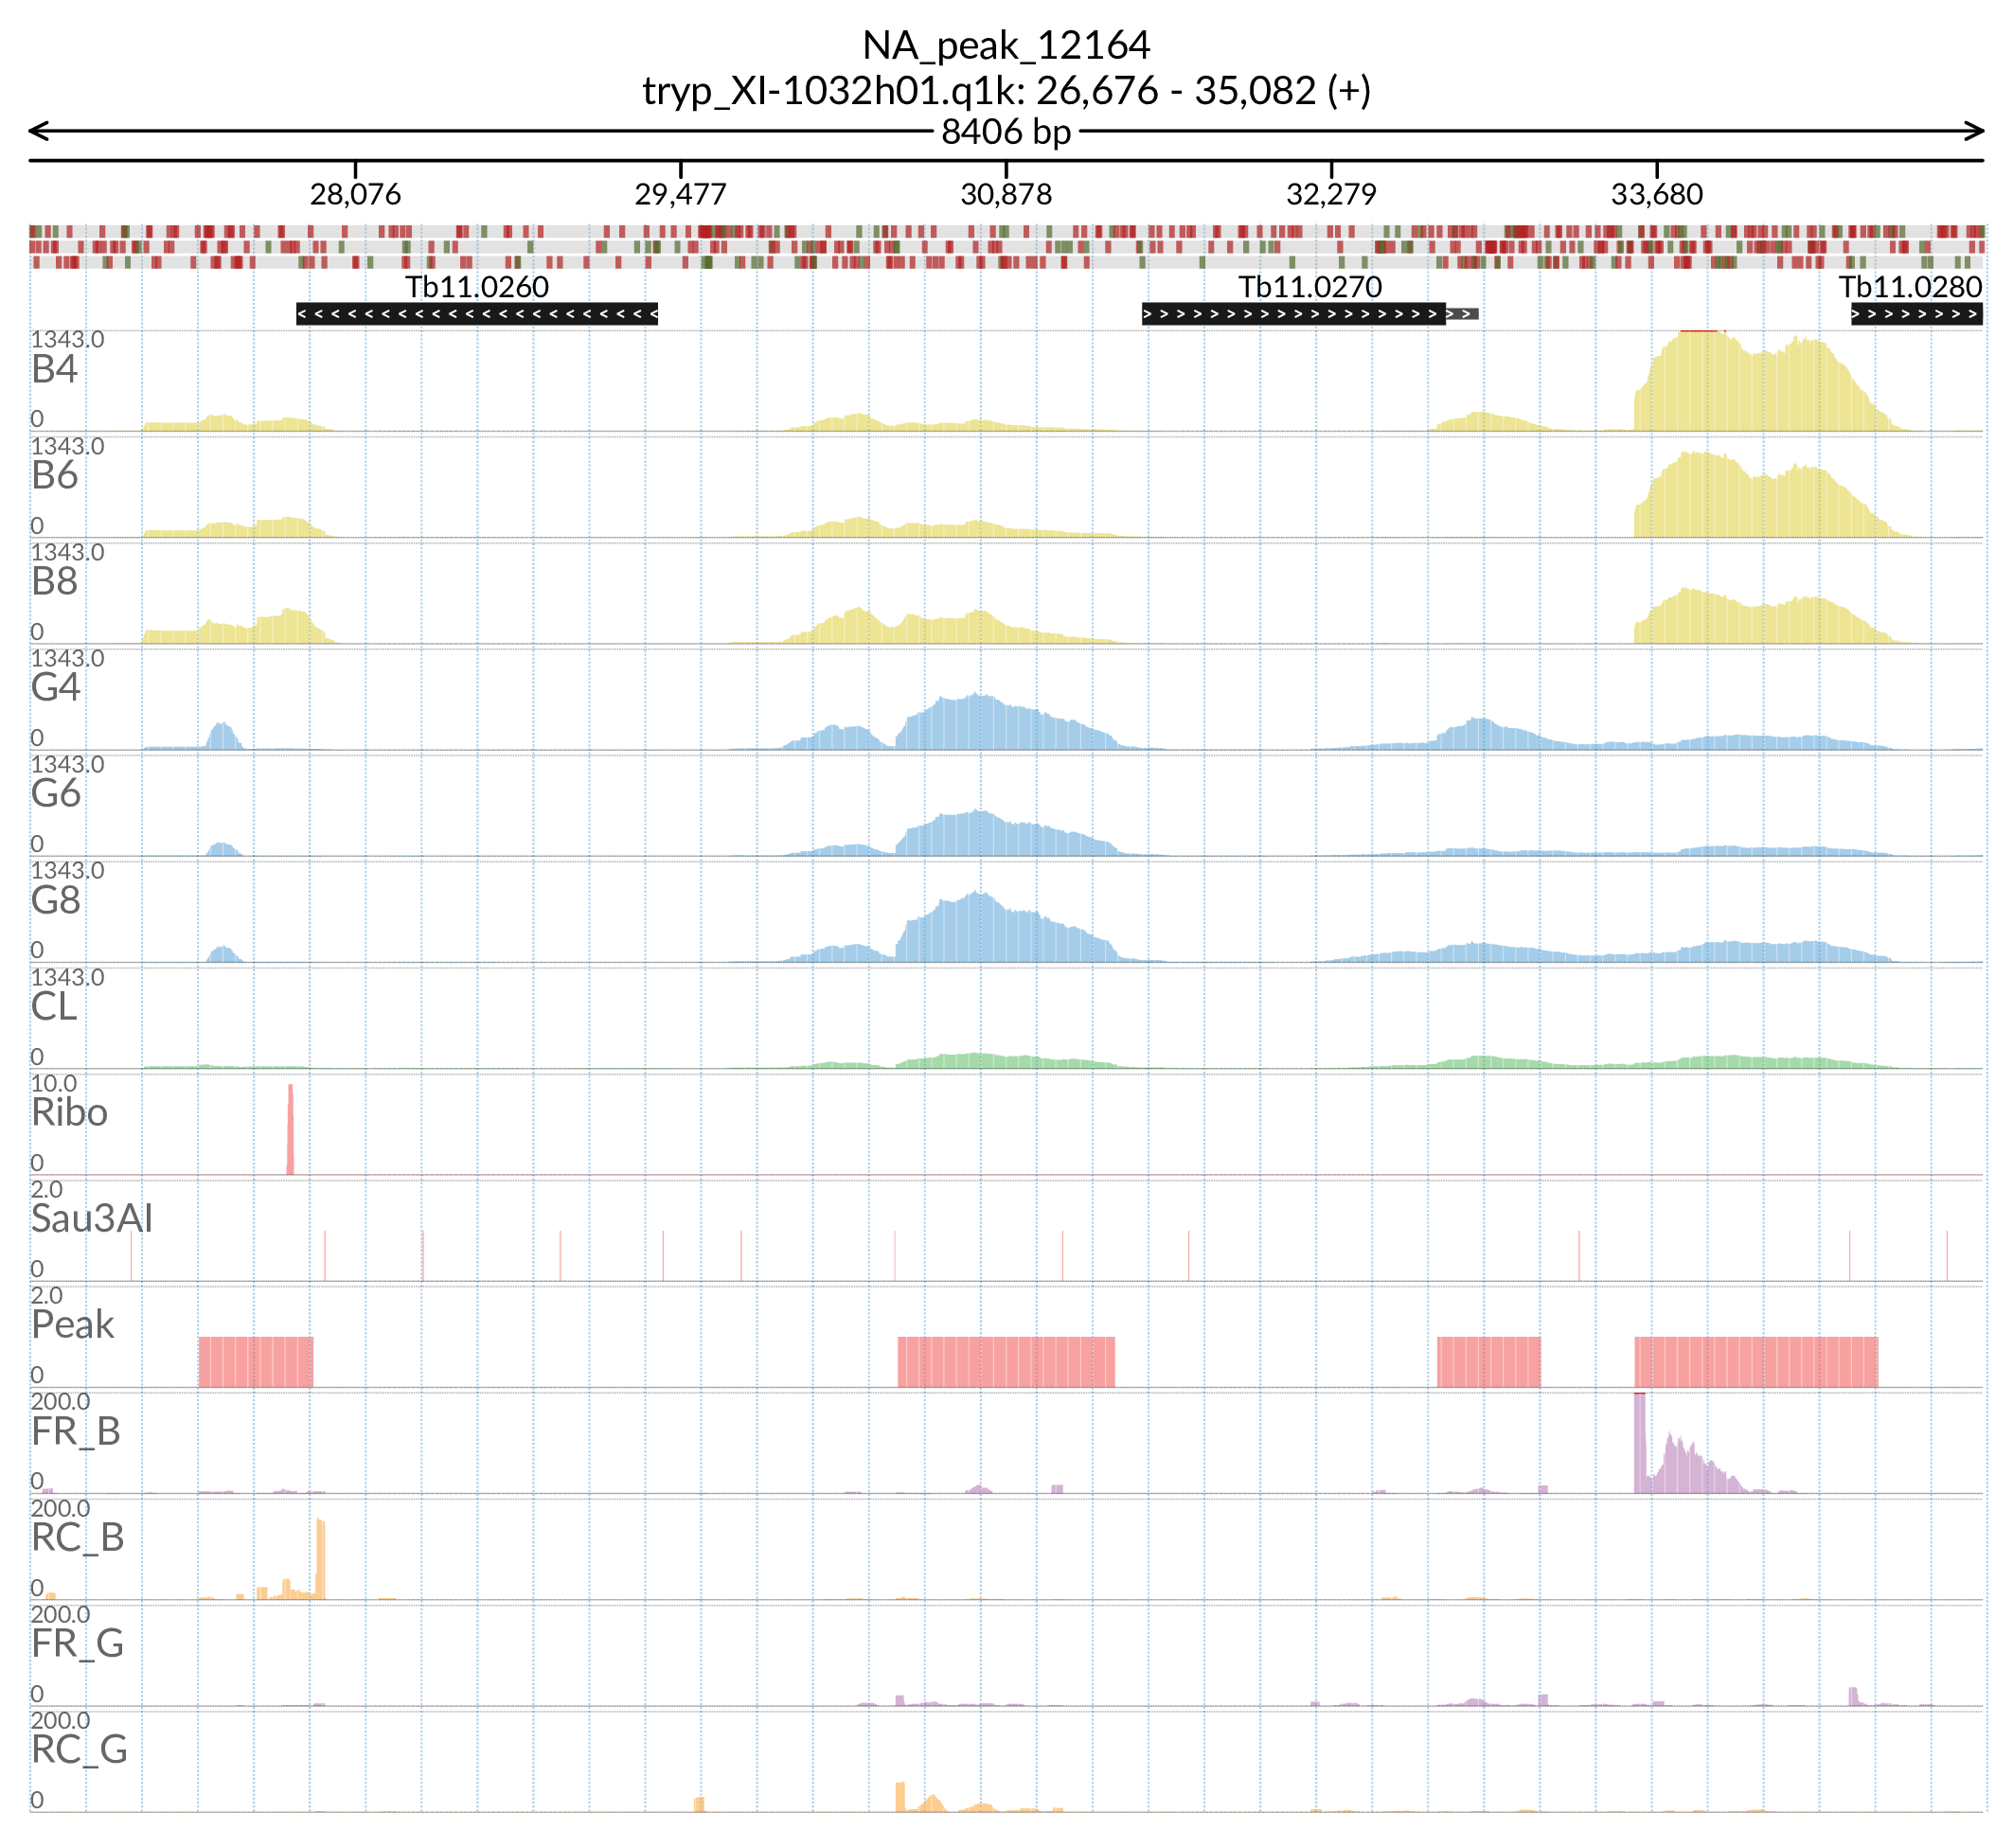 NA_peak_12164
tryp_XI-1032h01.q1k: 26,676 - 35,082 (+)
8406 bp
28,076 29,477 30,878 32,279 33,680
Tb11.0260 Tb11.0270 Tb11.0280
1343.0
B4
0
1343.0
B6
0
1343.0
B8
0
1343.0
G4
0
1343.0
G6
0
1343.0
G8
0
1343.0
CL
0
10.0
Ribo
0
2.0
Sau3AI
0
2.0
Peak
0
200.0
FR_B
0
200.0
RC_B
0
200.0
FR_G
0
200.0
RC_G
0